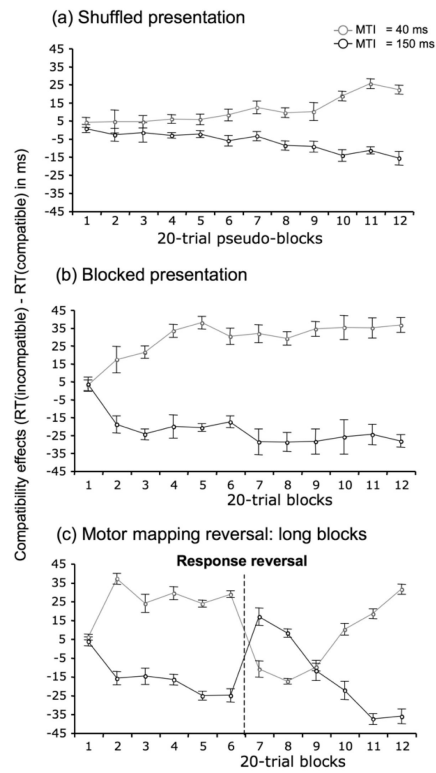 (a) Shuffled presentation
MTI = 40 ms
MTI = 150 ms
45
35
25
15
5
-5
-15
-25
-35
-45
1 2 3 4 5 6 7 8 9 10 11 12
20-trial pseudo-blocks
Compatibility effects (RT(incompatible) - RT(compatible) in ms)
(b) Blocked presentation
45
35
25
15
5
-5
-15
-25
-35
-45
1 2 3 4 5 6 7 8 9 10 11 12
20-trial blocks
(c) Motor mapping reversal: long blocks
Response reversal
45
35
25
15
5
-5
-15
-25
-35
-45
1 2 3 4 5 6 7 8 9 10 11 12
20-trial blocks